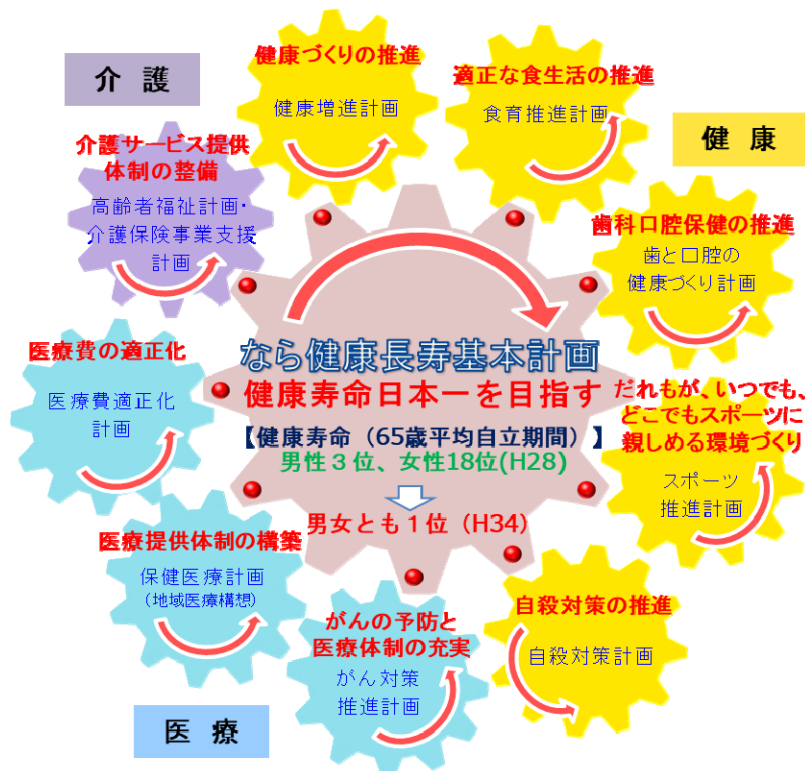 介 護
介護サービス提供
体制の整備
高齢者福祉計画・
介護保険事業支援
計画
健康づくりの推進
健康増進計画
適正な食生活の推進
食育推進計画
健 康
歯科口腔保健の推進
歯と口腔の
健康づくり計画
だれもが、いつでも、
どこでもスポーツに
親しめる環境づくり
スポーツ
推進計画
自殺対策の推進
自殺対策計画
なら健康長寿基本計画
健康寿命日本一を目指す
【健康寿命（65歳平均自立期間）】
男性３位、女性18位(H28)
男女とも１位（H34）
医療費の適正化
医療費適正化
計画
医療提供体制の構築
保健医療計画
（地域医療構想）
がんの予防と
医療体制の充実
がん対策
推進計画
医 療